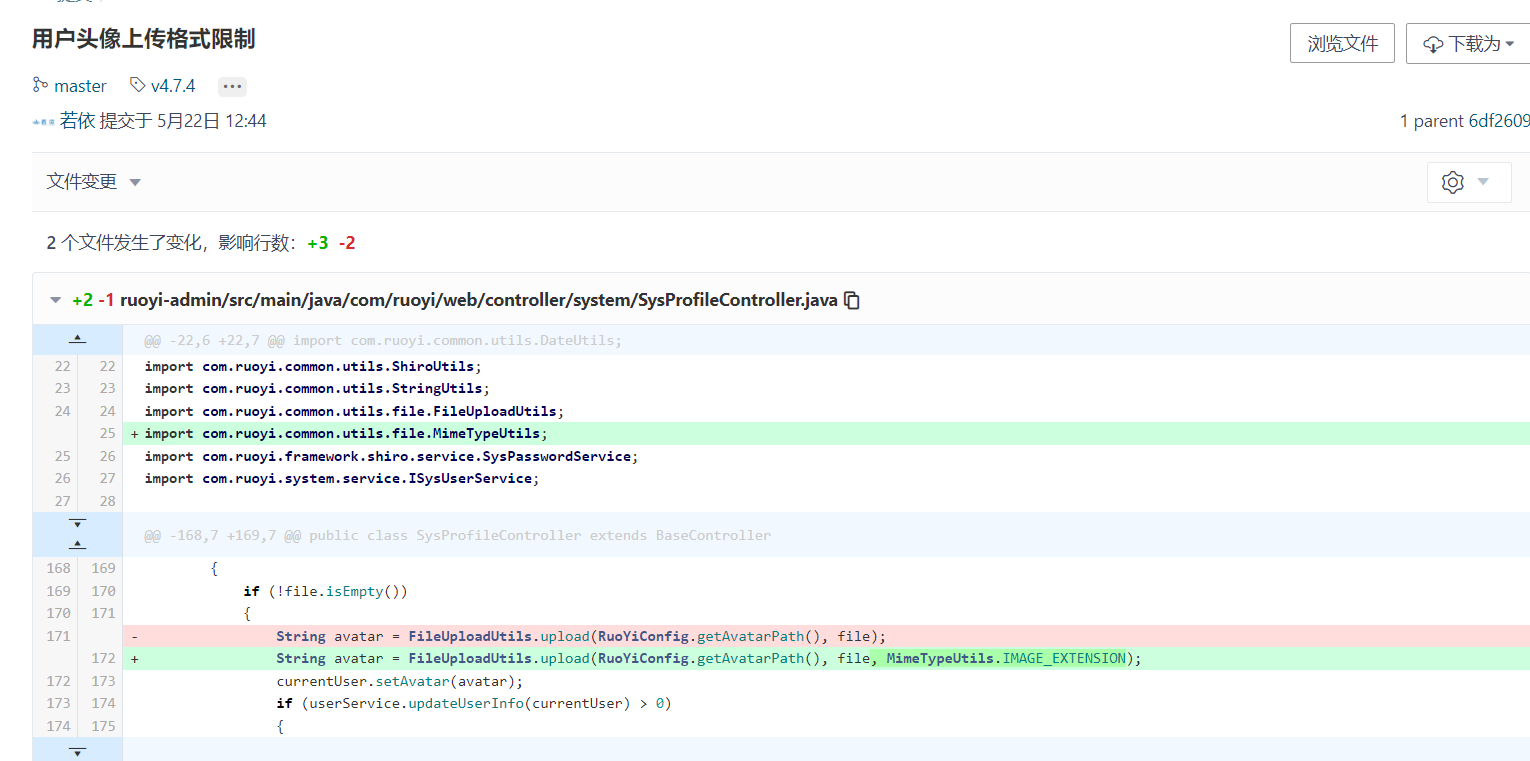 用户头像上传格式限制
浏览文件
下载为
master v4.7.4 ...
若依 提交于 5月22日 12:44
1 parent 6df2609
文件变更
2 个文件发生了变化，影响行数： +3 -2
+2 -1 ruoyi-admin/src/main/java/com/ruoyi/web/controller/system/SysProfileController.java
@@ -22,6 +22,7 @@ import com.ruoyi.common.utils.DateUtils;
22 22 import com.ruoyi.common.utils.ShiroUtils;
23 23 import com.ruoyi.common.utils.StringUtils;
24 24 import com.ruoyi.common.utils.file.FileUploadUtils;
25 + import com.ruoyi.common.utils.file.MimeTypeUtils;
25 26 import com.ruoyi.framework.shiro.service.SysPasswordService;
26 27 import com.ruoyi.system.service.ISysUserService;
27 28
@@ -168,7 +169,7 @@ public class SysProfileController extends BaseController
168 169 {
169 170 if (!file.isEmpty())
170 171 {
171 - String avatar = FileUploadUtils.upload(RuoYiConfig.getAvatarPath(), file);
172 + String avatar = FileUploadUtils.upload(RuoYiConfig.getAvatarPath(), file, MimeTypeUtils.IMAGE_EXTENSION);
172 173 currentUser.setAvatar(avatar);
173 174 if (userService.updateUserInfo(currentUser) > 0)
174 175 {